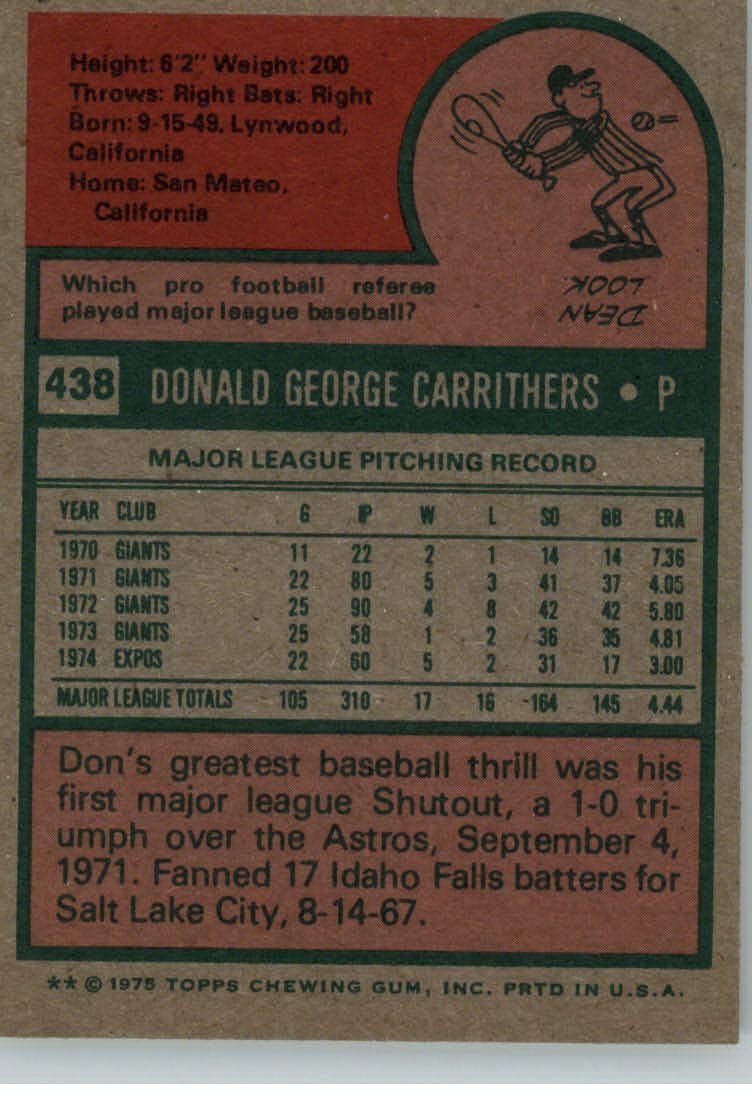 Height: 6'2" Weight: 200
Throws: Right Bats: Right
Born: 9-15-49, Lynwood,
California
Home: San Mateo,
California
Which pro football referee
played major league baseball?
DEAN
LOOK
438 DONALD GEORGE CARRITHERS • P
MAJOR LEAGUE PITCHING RECORD
YEAR CLUB G IP W L SO BB ERA
1970 GIANTS 11 22 2 1 14 14 7.36
1971 GIANTS 22 80 5 3 41 37 4.05
1972 GIANTS 25 90 4 8 42 42 5.80
1973 GIANTS 25 58 1 2 36 35 4.81
1974 EXPOS 22 60 5 2 31 17 3.00
MAJOR LEAGUE TOTALS 105 310 17 16 164 145 4.44
Don's greatest baseball thrill was his
first major league Shutout, a 1-0 tri-
umph over the Astros, September 4,
1971. Fanned 17 Idaho Falls batters for
Salt Lake City, 8-14-67.
** © 1975 TOPPS CHEWING GUM, INC. PRTD IN U.S.A.